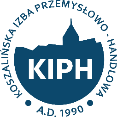 KOSZALIŃSKA IZBA PRZEMYSŁOWO - HANDLOWA
KIPH
A.D. 1990